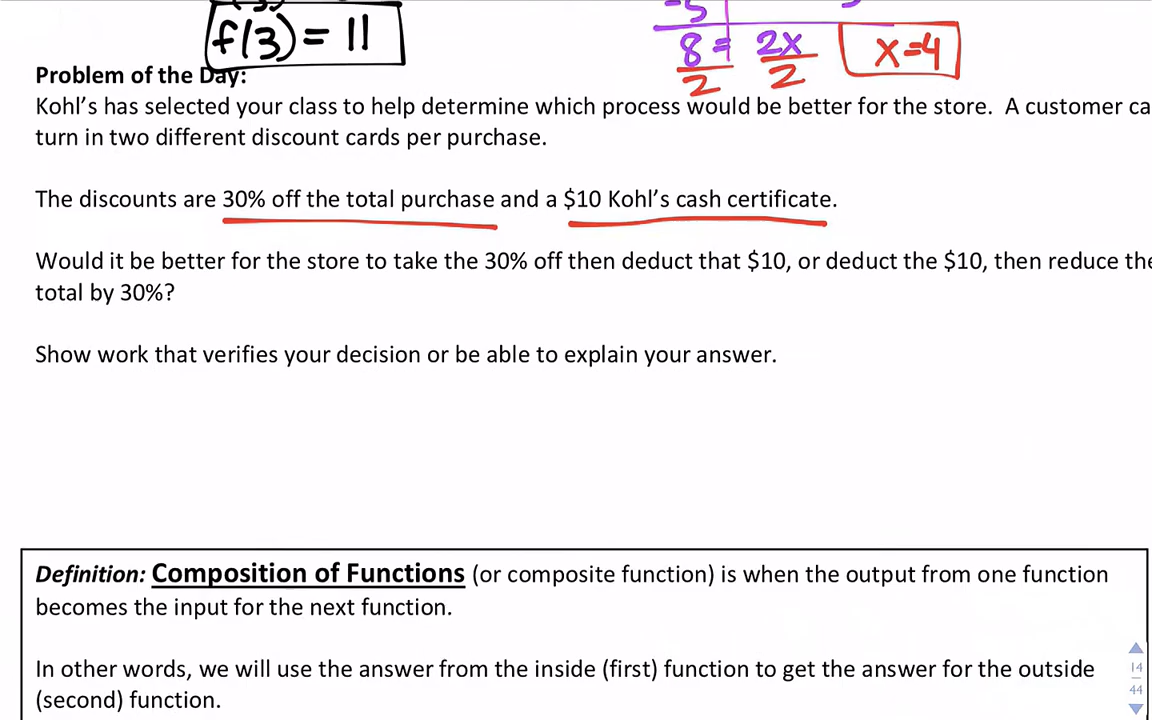 f(3) = 11
-5
8 = 2x x=4
2 2
Problem of the Day:
Kohl's has selected your class to help determine which process would be better for the store. A customer ca
turn in two different discount cards per purchase.
The discounts are 30% off the total purchase and a $10 Kohl's cash certificate.
Would it be better for the store to take the 30% off then deduct that $10, or deduct the $10, then reduce the
total by 30%?
Show work that verifies your decision or be able to explain your answer.
Definition: Composition of Functions (or composite function) is when the output from one function
becomes the input for the next function.
In other words, we will use the answer from the inside (first) function to get the answer for the outside
(second) function.
14
44